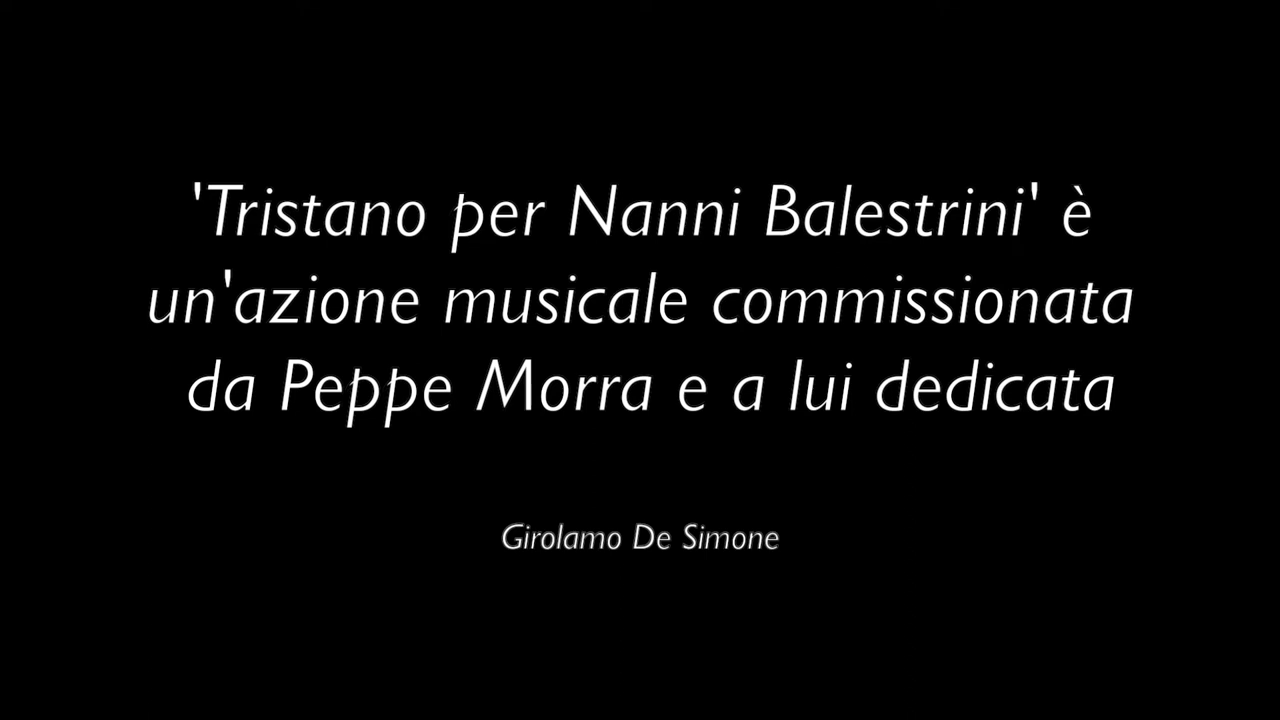 'Tristano per Nanni Balestrini' è
un'azione musicale commissionata
da Peppe Morra e a lui dedicata
Girolamo De Simone